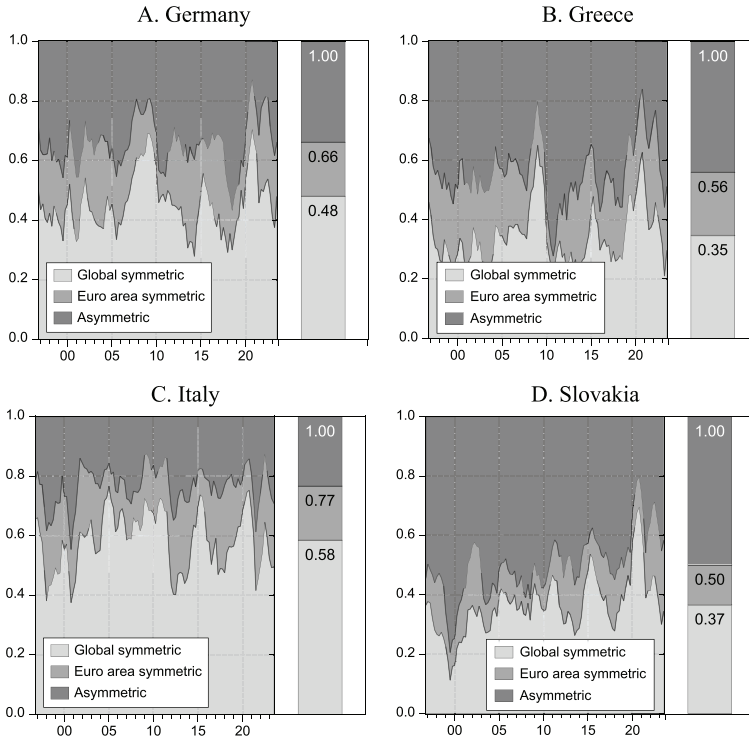 A. Germany
1.0
0.8
0.6
0.4
0.2
0.0
Global symmetric
Euro area symmetric
Asymmetric
00 05 10 15 20
1.00
0.66
0.48
B. Greece
1.0
0.8
0.6
0.4
0.2
0.0
Global symmetric
Euro area symmetric
Asymmetric
00 05 10 15 20
1.00
0.56
0.35
C. Italy
1.0
0.8
0.6
0.4
0.2
0.0
Global symmetric
Euro area symmetric
Asymmetric
00 05 10 15 20
1.00
0.77
0.58
D. Slovakia
1.0
0.8
0.6
0.4
0.2
0.0
Global symmetric
Euro area symmetric
Asymmetric
00 05 10 15 20
1.00
0.50
0.37